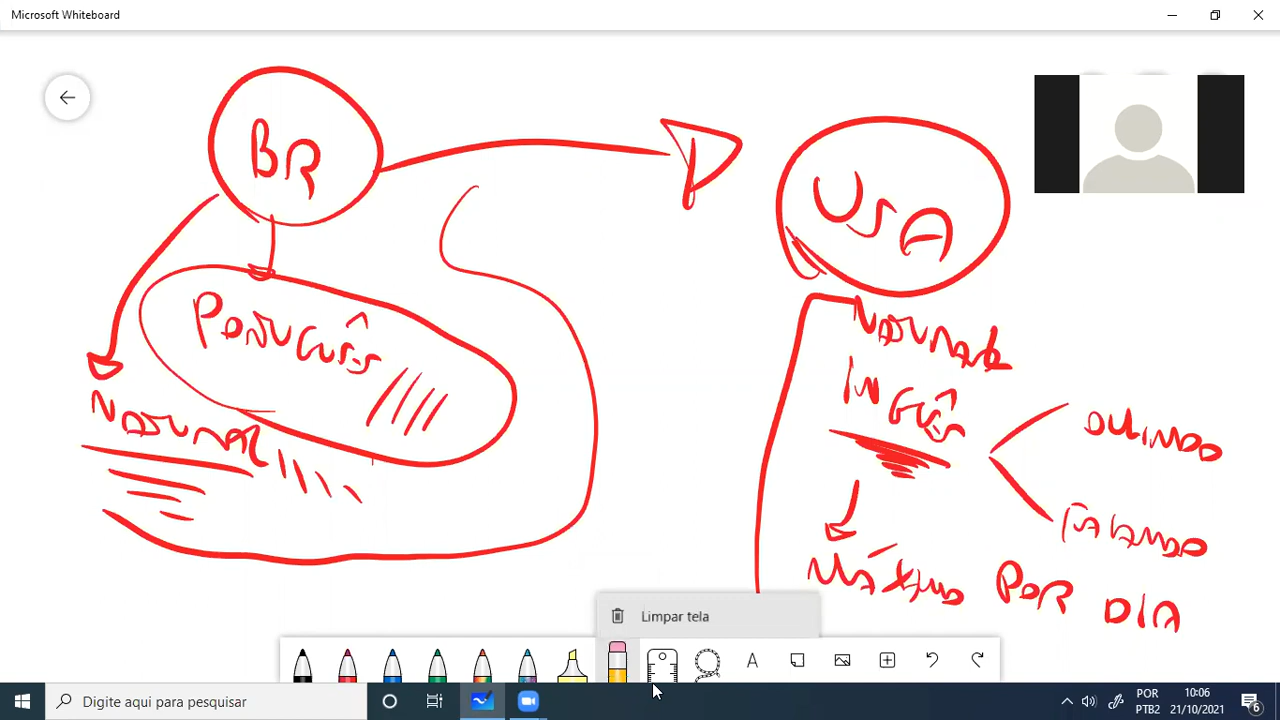 Microsoft Whiteboard
BR
USA
PORTUGUÊS
NATURAL
NATURAL
INGÊS
OUVINDO
FALANDO
MÁXIMO POR DIA
Limpar tela
A
Digite aqui para pesquisar
POR
PTB2
10:06
21/10/2021
6